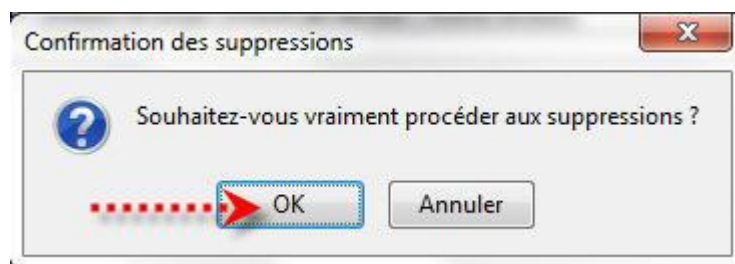 Confirmation des suppressions
Souhaitez-vous vraiment procéder aux suppressions ?
OK
Annuler